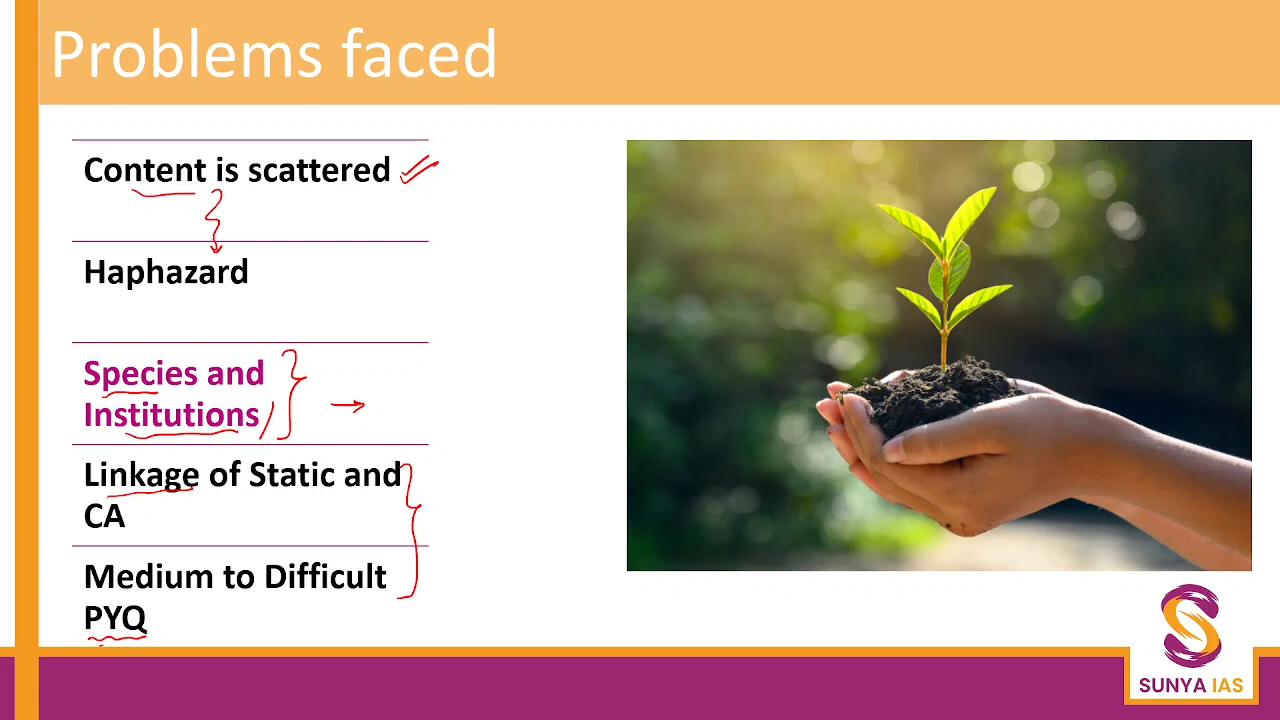 Problems faced
Content is scattered
Haphazard
Species and
Institutions
Linkage of Static and
CA
Medium to Difficult
PYQ
SUNYA IAS